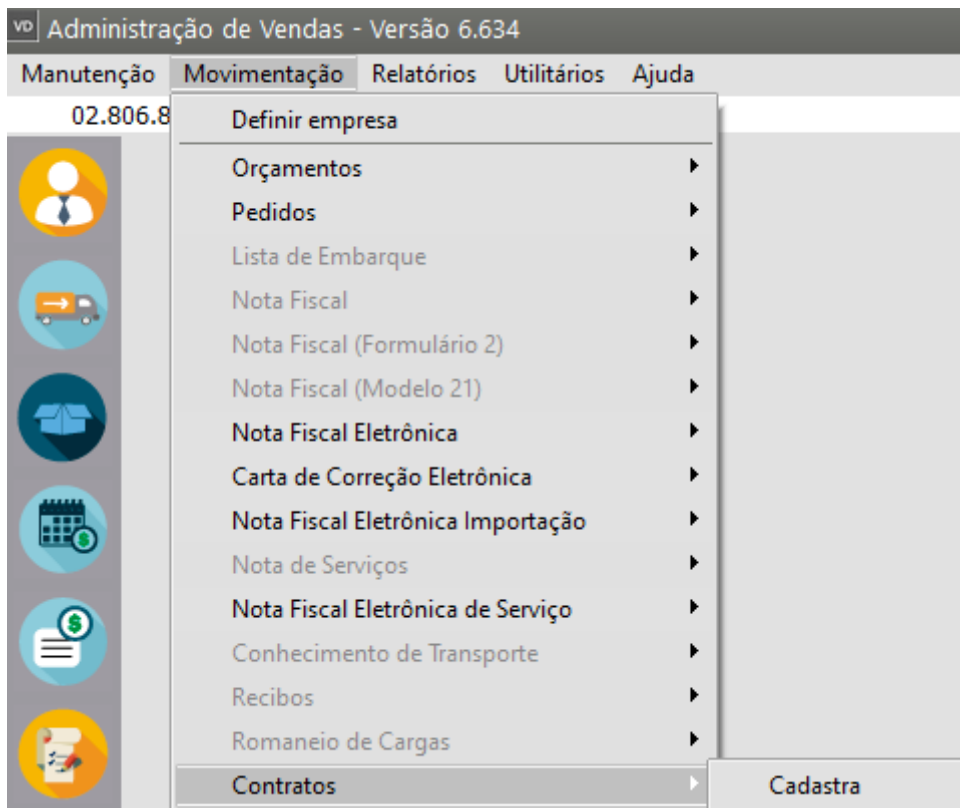 VD Administração de Vendas - Versão 6.634
Manutenção Movimentação Relatórios Utilitários Ajuda
02.806.8
Definir empresa
Orçamentos
Pedidos
Lista de Embarque
Nota Fiscal
Nota Fiscal (Formulário 2)
Nota Fiscal (Modelo 21)
Nota Fiscal Eletrônica
Carta de Correção Eletrônica
Nota Fiscal Eletrônica Importação
Nota de Serviços
Nota Fiscal Eletrônica de Serviço
Conhecimento de Transporte
Recibos
Romaneio de Cargas
Contratos Cadastra